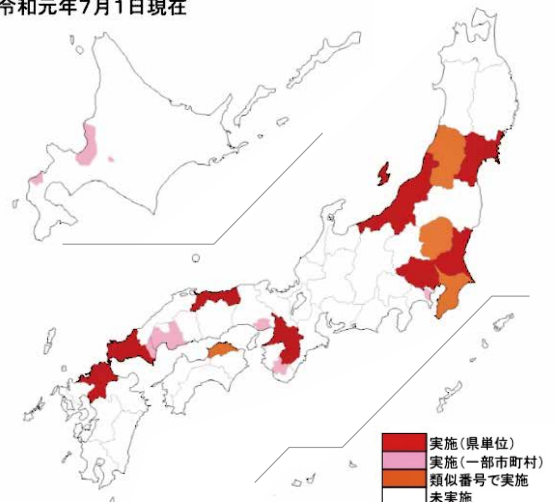 令和元年7月1日現在
実施(県単位)
実施(一部市町村)
類似番号で実施
未実施